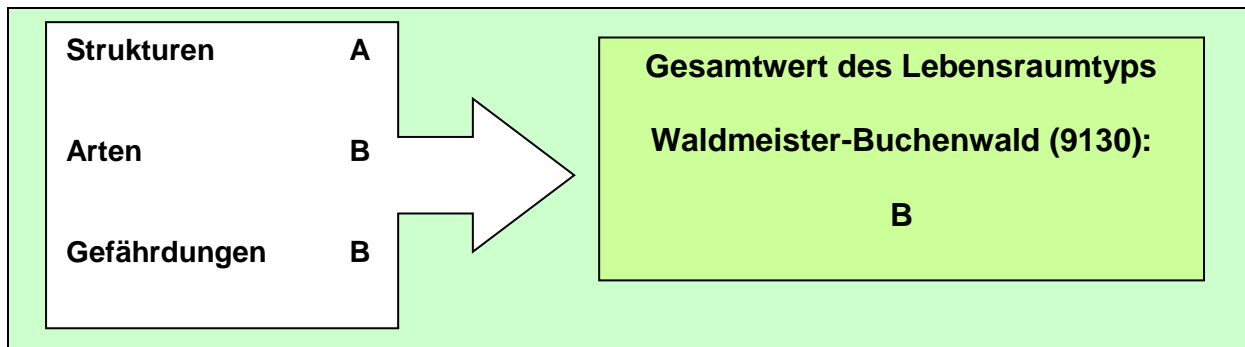 Strukturen A
Arten B
Gefährdungen B
Gesamtwert des Lebensraumtyps
Waldmeister-Buchenwald (9130):
B